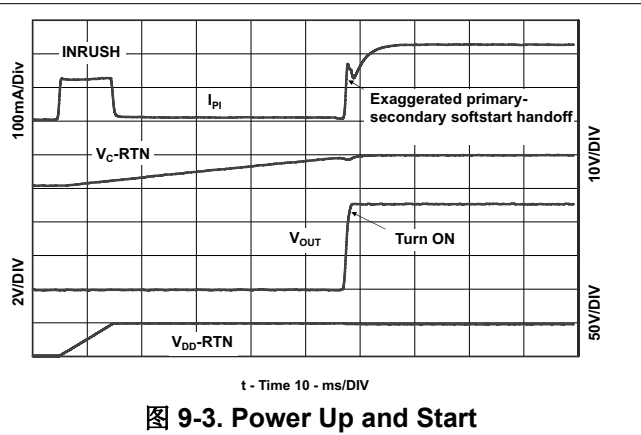 INRUSH
100mA/Div
IPI
Exaggerated primary-
secondary softstart handoff
VC-RTN
10V/DIV
VOUT
Turn ON
2V/DIV
50V/DIV
VDD-RTN
t - Time 10 - ms/DIV
图 9-3. Power Up and Start